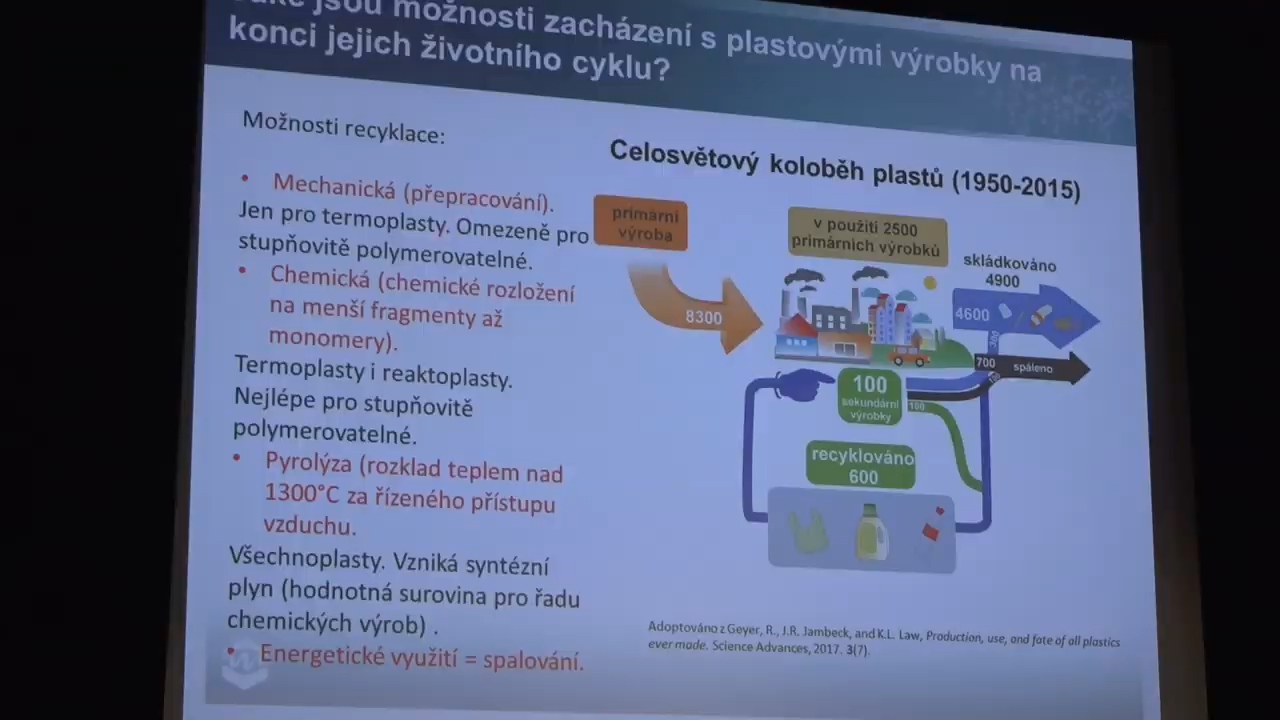 jsou možnosti zacházení s plastovými výrobky na
konci jejich životního cyklu?
Možnosti recyklace:
• Mechanická (přepracování).
Jen pro termoplasty. Omezeně pro
stupňovitě polymerovatelné.
• Chemická (chemické rozložení
na menší fragmenty až
monomery).
Termoplasty i reaktoplasty.
Nejlépe pro stupňovitě
polymerovatelné.
• Pyrolýza (rozklad teplem nad
1300°C za řízeného přístupu
vzduchu.
Všechnoplasty. Vzniká syntézní
plyn (hodnotná surovina pro řadu
chemických výrob) .
• Energetické využití = spalování.
Celosvětový koloběh plastů (1950-2015)
primární
výroba
8300
v použití 2500
primárních výrobků
skládkováno
4900
4600
300
700
spáleno
100
sekundární
výrobky
100
recyklováno
600
Adoptováno z Geyer, R., J.R. Jambeck, and K.L. Law, Production, use, and fate of all plastics
ever made. Science Advances, 2017. 3(7).